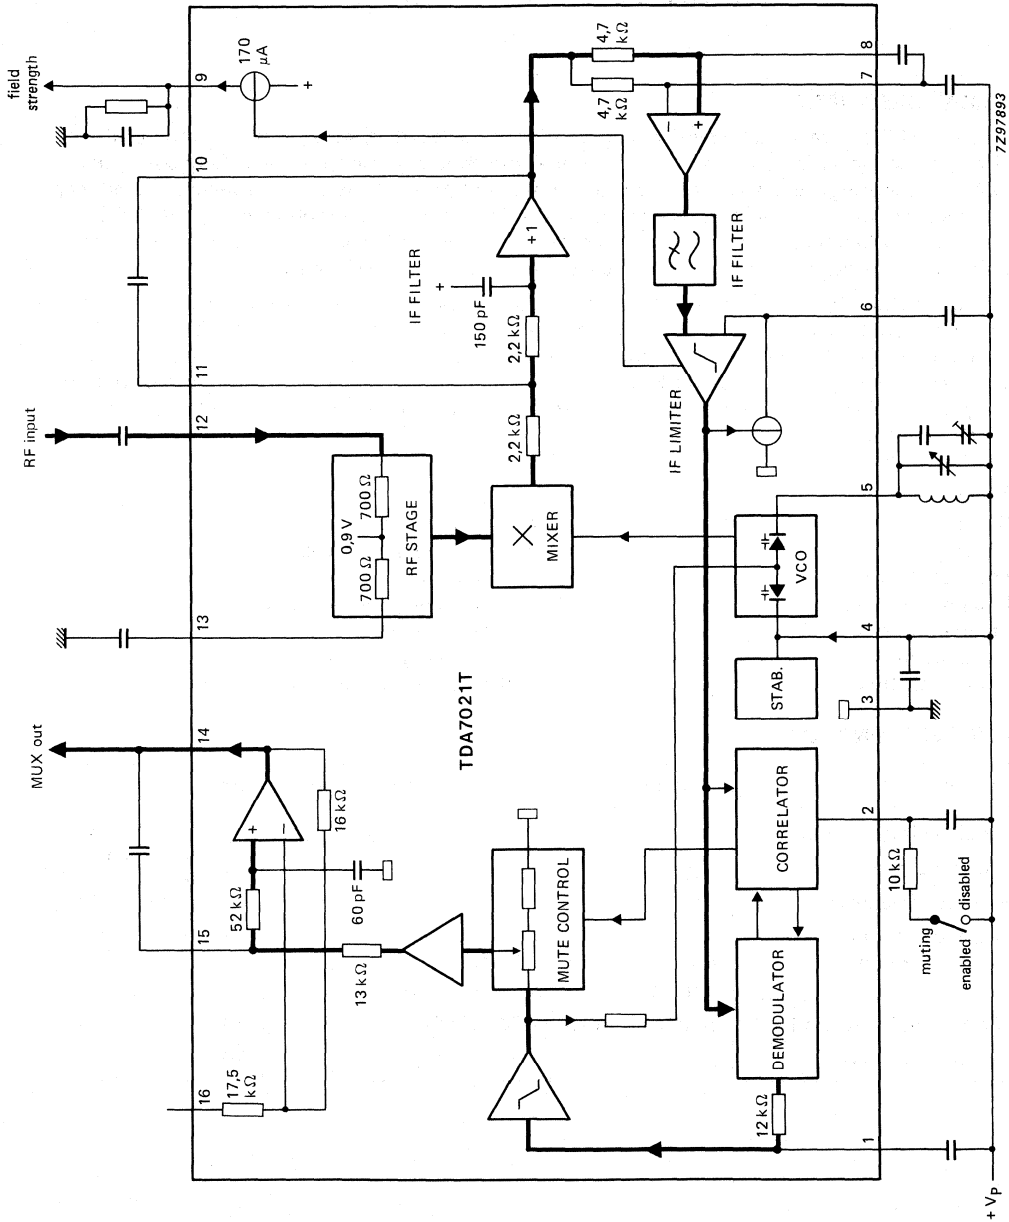 field
strength
9
170
μA
+
4,7
kΩ
4,7
kΩ
8
7
7Z97893
10
−
+
+1
IF FILTER
+
150 pF
IF FILTER
6
2,2 kΩ
11
RF input
12
2,2 kΩ
IF LIMITER
700 Ω
0,9 V
700 Ω
RF STAGE
MIXER
5
VCO
13
4
STAB.
3
TDA7021T
MUX out
14
+
−
16 kΩ
52 kΩ
60 pF
15
13 kΩ
MUTE CONTROL
CORRELATOR
2
10 kΩ
muting
disabled
enabled
DEMODULATOR
16
17,5
kΩ
12 kΩ
1
+ VP